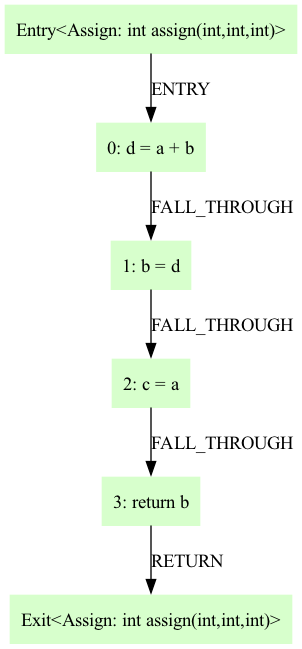 Entry<Assign: int assign(int,int,int)>
ENTRY
0: d = a + b
FALL_THROUGH
1: b = d
FALL_THROUGH
2: c = a
FALL_THROUGH
3: return b
RETURN
Exit<Assign: int assign(int,int,int)>